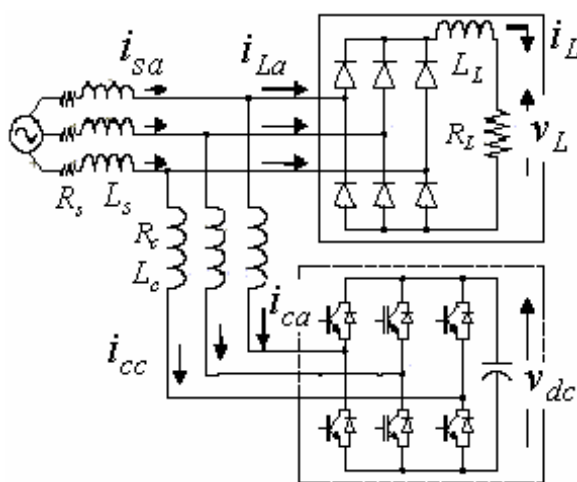 i_sa
i_La
i_L
L_L
R_L
v_L
R_s
L_s
R_c
L_c
i_ca
i_cc
v_dc